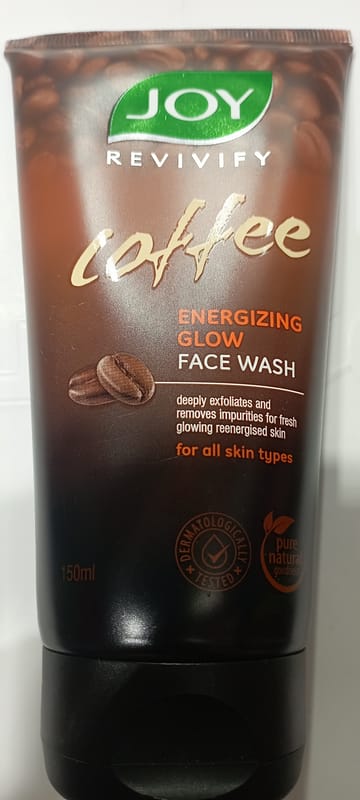 JOY
REVIVIFY
coffee
ENERGIZING
GLOW
FACE WASH
deeply exfoliates and
removes impurities for fresh
glowing reenergised skin
for all skin types
DERMATOLOGICALLY
TESTED
pure
natural
goodness
150ml